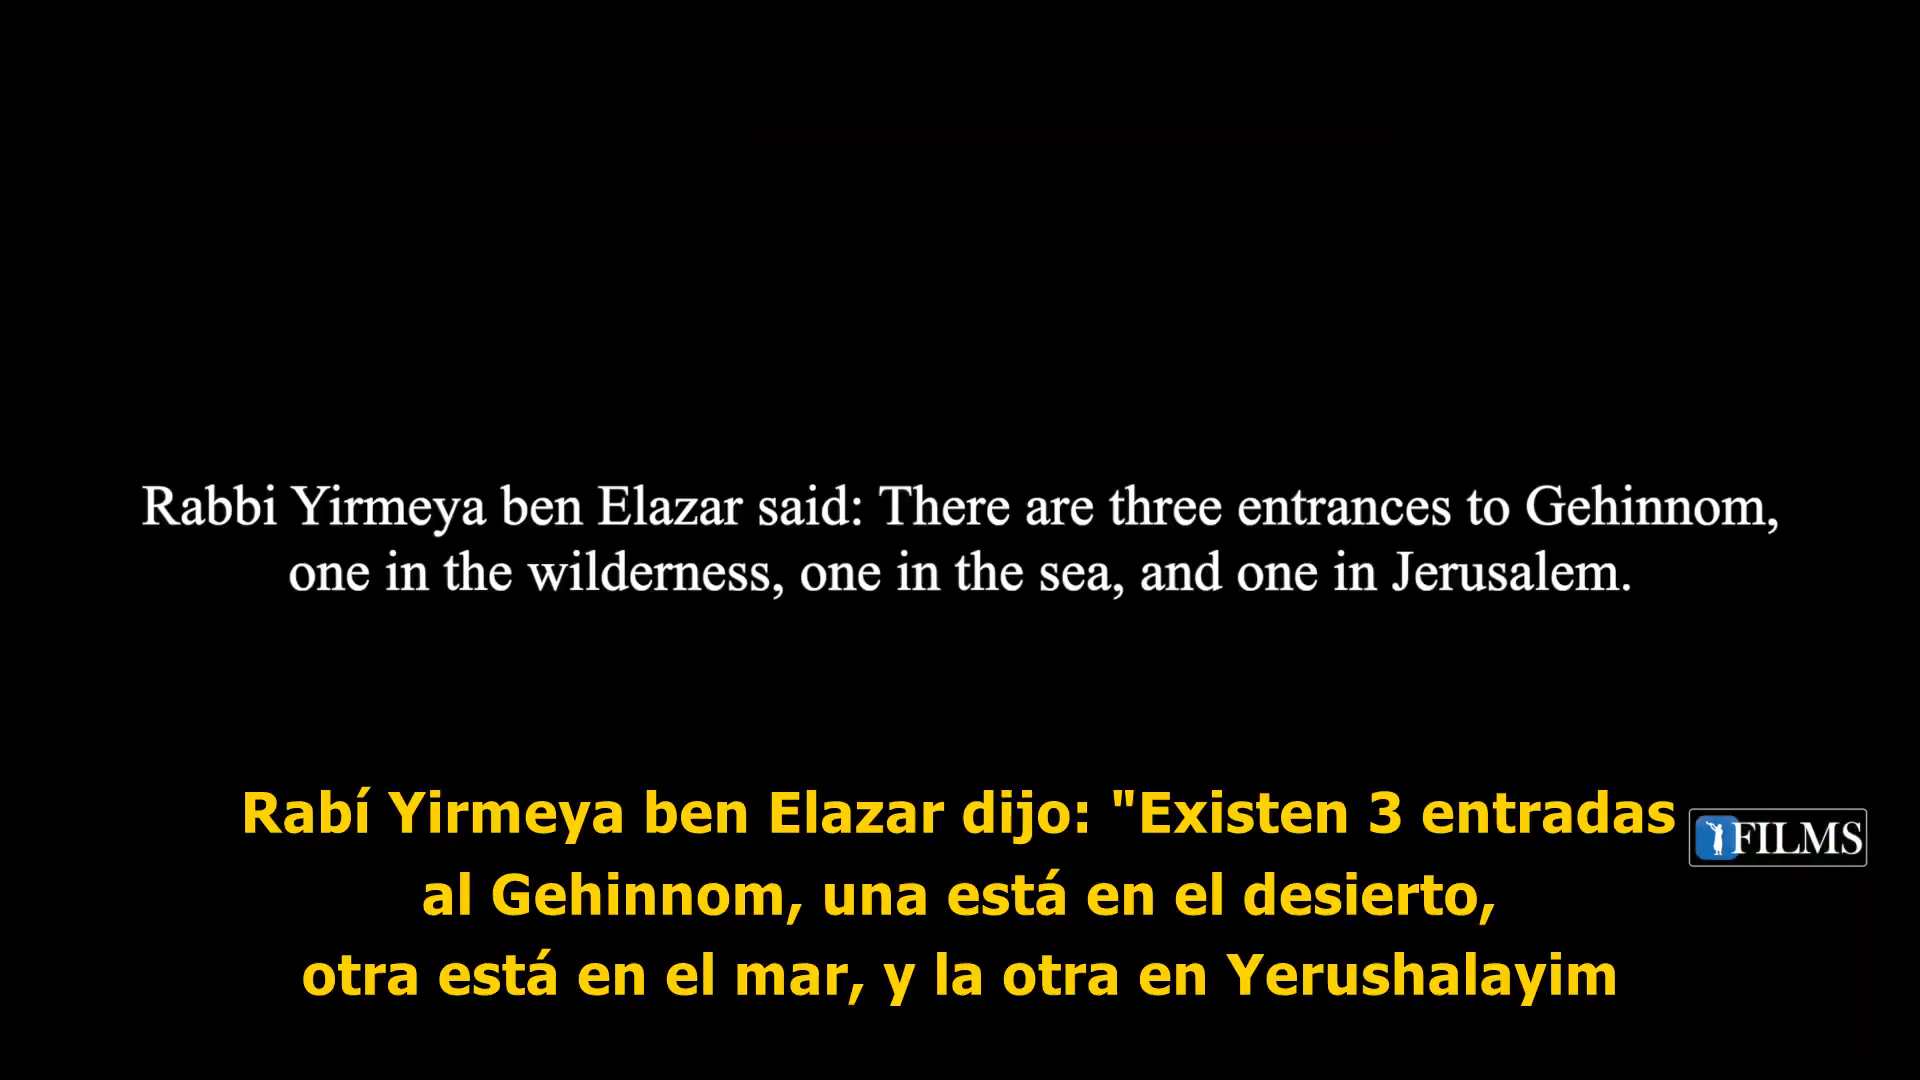 Rabbi Yirmeya ben Elazar said: There are three entrances to Gehinnom,
one in the wilderness, one in the sea, and one in Jerusalem.
Rabí Yirmeya ben Elazar dijo: "Existen 3 entradas
FILMS
al Gehinnom, una está en el desierto,
otra está en el mar, y la otra en Yerushalayim